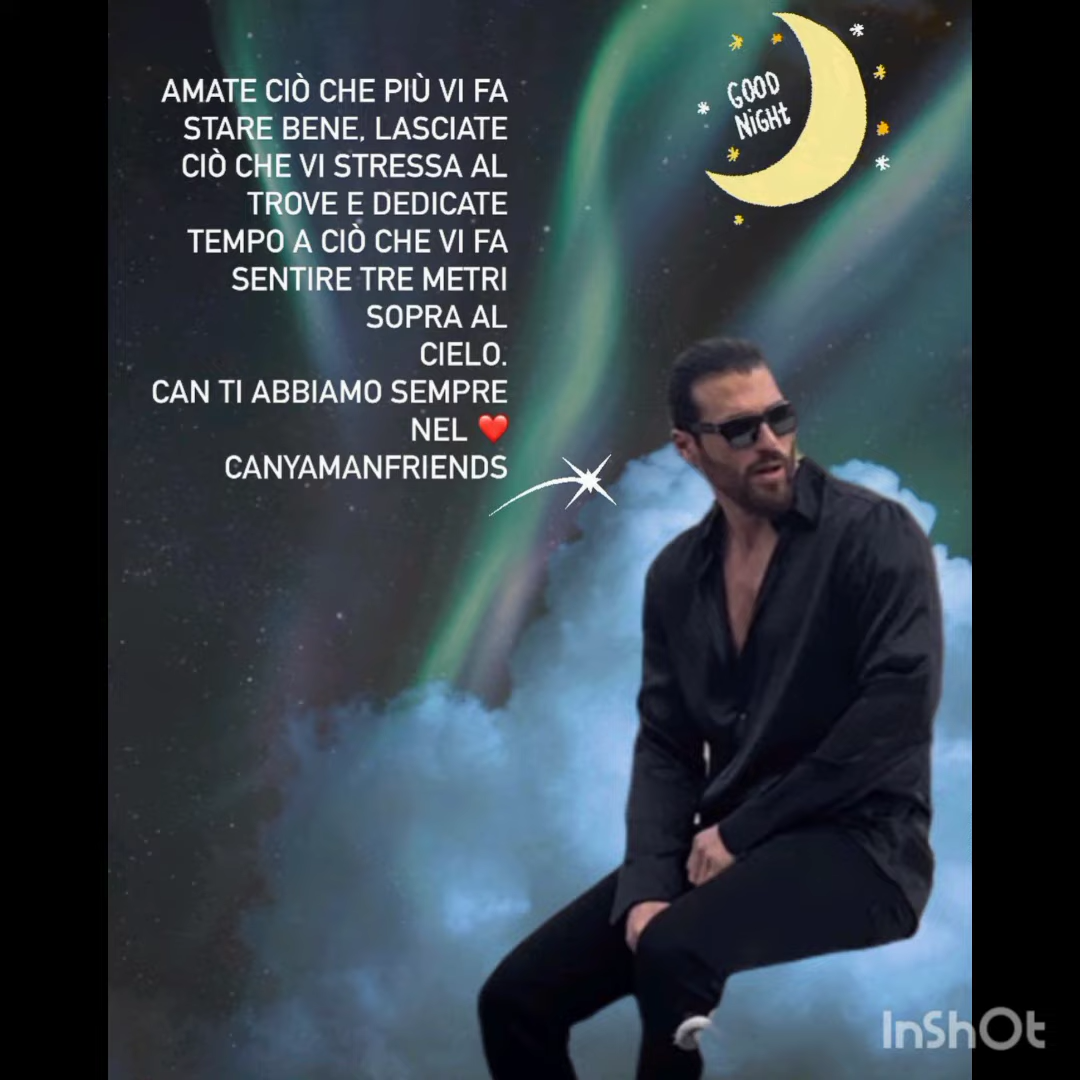 AMATE CIÒ CHE PIÙ VI FA
STARE BENE, LASCIATE
CIÒ CHE VI STRESSA AL
TROVE E DEDICATE
TEMPO A CIÒ CHE VI FA
SENTIRE TRE METRI
SOPRA AL
CIELO.
CAN TI ABBIAMO SEMPRE
NEL ❤️
CANYAMANFRIENDS
GOOD
NiGHt
InShOt